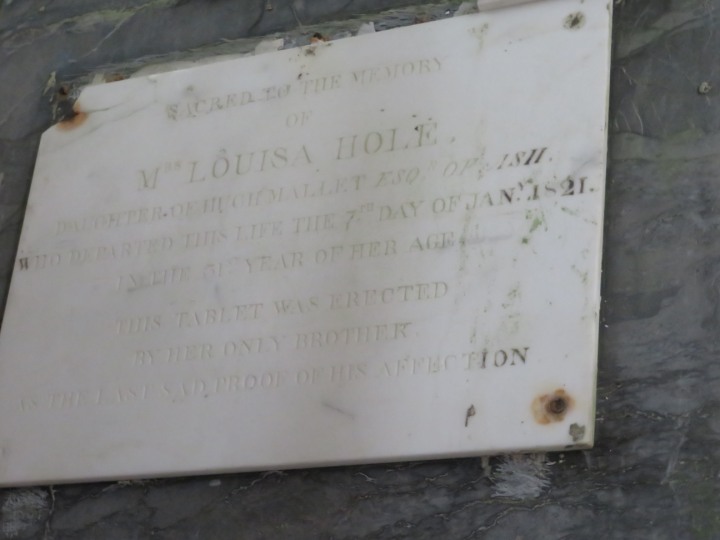 SACRED TO THE MEMORY
OF
Mrs LOUISA HOLE.
DAUGHTER OF HUGH MALLET ESQr OF ISH.
WHO DEPARTED THIS LIFE THE 7TH DAY OF JANy 1821.
IN THE 31st YEAR OF HER AGE
THIS TABLET WAS ERECTED
BY HER ONLY BROTHER
AS THE LAST SAD PROOF OF HIS AFFECTION